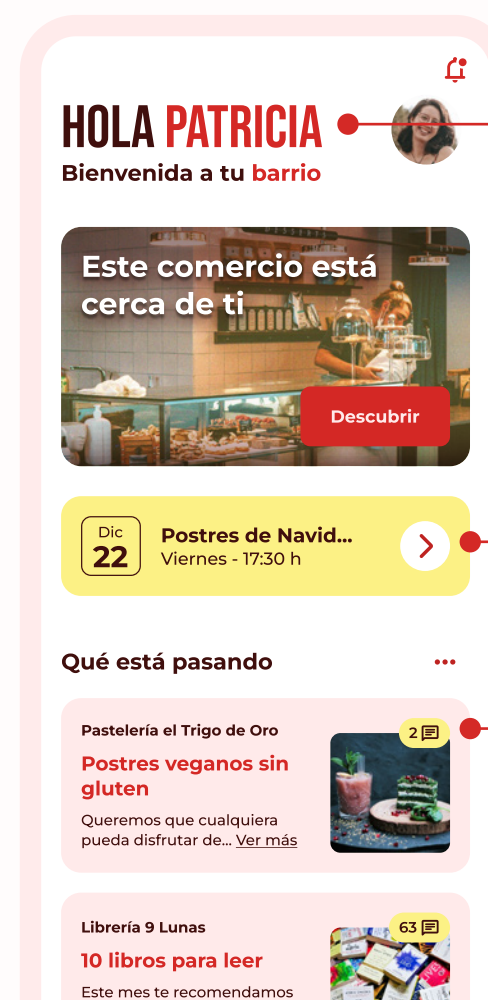 HOLA PATRICIA
Bienvenida a tu barrio
Este comercio está
cerca de ti
Descubrir
Dic
22
Postres de Navid...
Viernes - 17:30 h
Qué está pasando
Pastelería el Trigo de Oro
2
Postres veganos sin
gluten
Queremos que cualquiera
pueda disfrutar de... Ver más
Librería 9 Lunas
63
10 libros para leer
Este mes te recomendamos